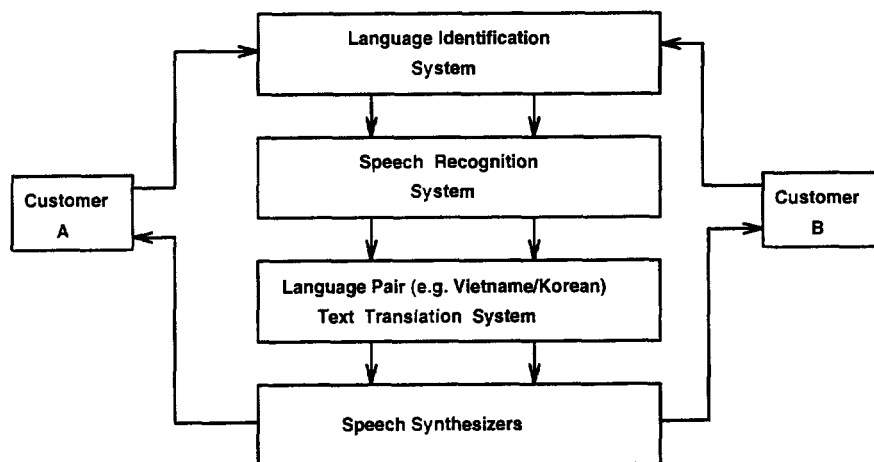 Language Identification
System
Speech Recognition
System
Customer
A
Customer
B
Language Pair (e.g. Vietname/Korean)
Text Translation System
Speech Synthesizers